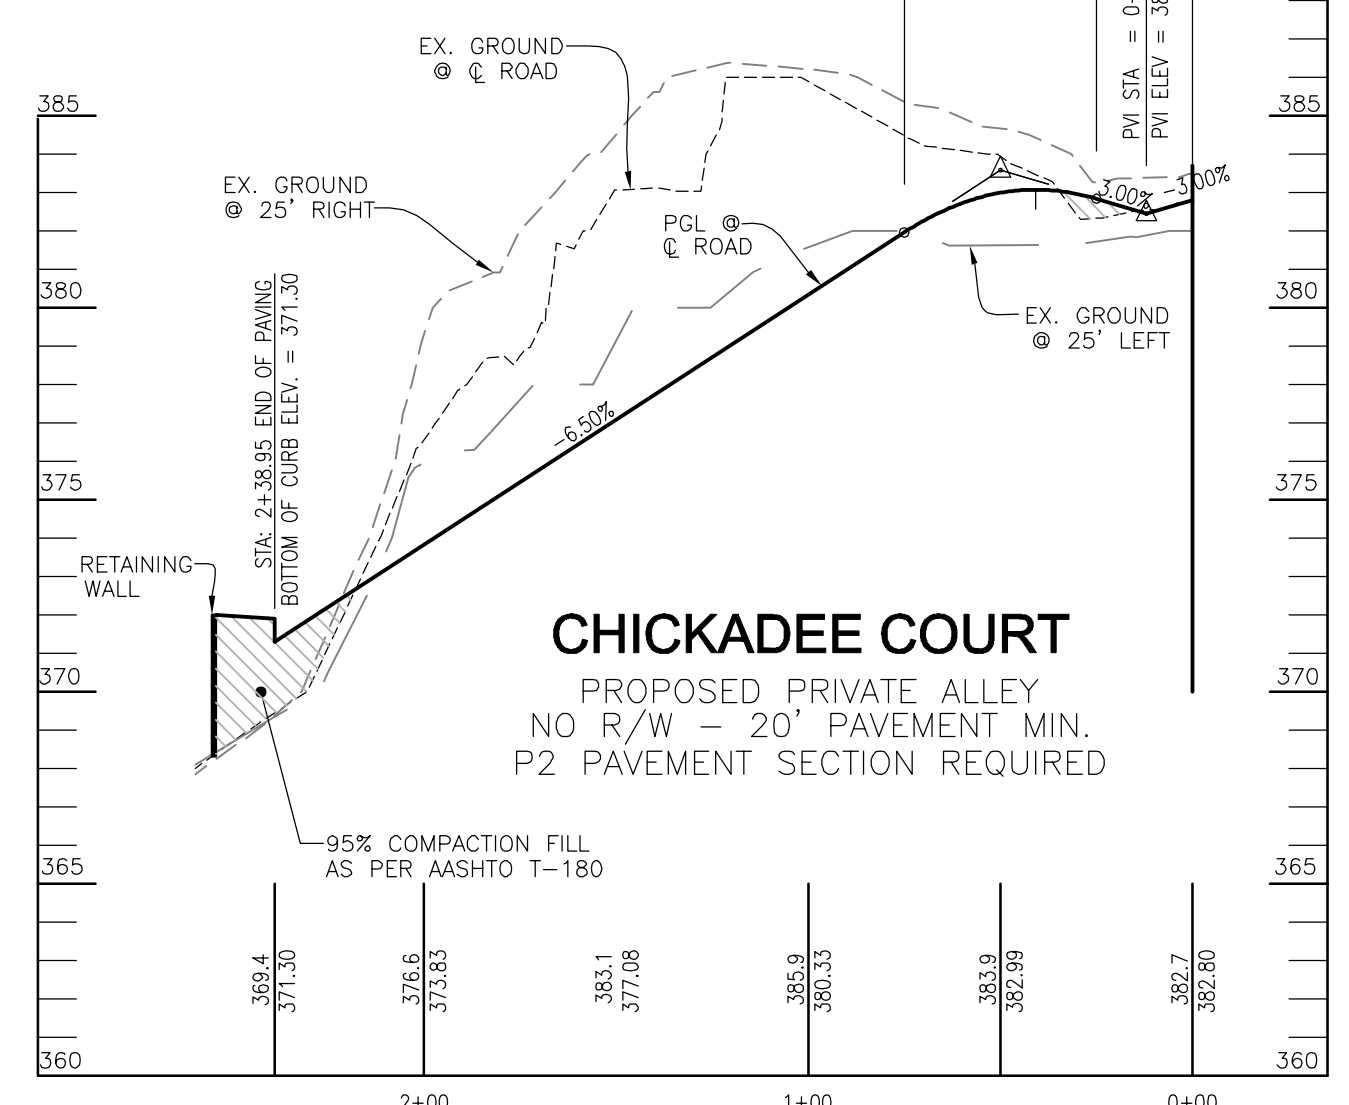 PVI STA = 0
PVI ELEV = 38
EX. GROUND
@ ℄ ROAD
385
385
EX. GROUND
@ 25' RIGHT
3.00%
-3.00%
PGL @
℄ ROAD
380
380
EX. GROUND
@ 25' LEFT
STA: 2+38.95 END OF PAVING
BOTTOM OF CURB ELEV. = 371.30
-6.50%
375
375
RETAINING
WALL
CHICKADEE COURT
370
370
PROPOSED PRIVATE ALLEY
NO R/W - 20' PAVEMENT MIN.
P2 PAVEMENT SECTION REQUIRED
95% COMPACTION FILL
AS PER AASHTO T-180
365
365
369.4
371.30
376.6
373.83
383.1
377.08
385.9
380.33
383.9
382.99
382.7
382.80
360
360
2+00
1+00
0+00